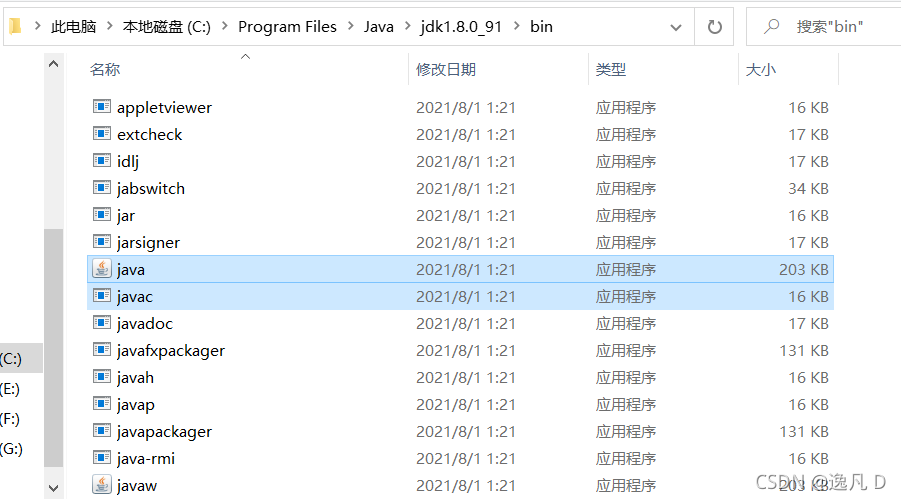 此电脑 本地磁盘 (C:) Program Files Java jdk1.8.0_91 bin 搜索"bin"
名称 修改日期 类型 大小
appletviewer 2021/8/1 1:21 应用程序 16 KB
extcheck 2021/8/1 1:21 应用程序 17 KB
idlj 2021/8/1 1:21 应用程序 17 KB
jabswitch 2021/8/1 1:21 应用程序 34 KB
jar 2021/8/1 1:21 应用程序 16 KB
jarsigner 2021/8/1 1:21 应用程序 17 KB
java 2021/8/1 1:21 应用程序 203 KB
javac 2021/8/1 1:21 应用程序 16 KB
javadoc 2021/8/1 1:21 应用程序 17 KB
(C:) javafxpackager 2021/8/1 1:21 应用程序 131 KB
(E:) javah 2021/8/1 1:21 应用程序 16 KB
(F:) javap 2021/8/1 1:21 应用程序 16 KB
(G:) javapackager 2021/8/1 1:21 应用程序 131 KB
java-rmi 2021/8/1 1:21 应用程序 16 KB
javaw 2021/8/1 1:21 应用程序 203 KB
CSDN @逸凡 D